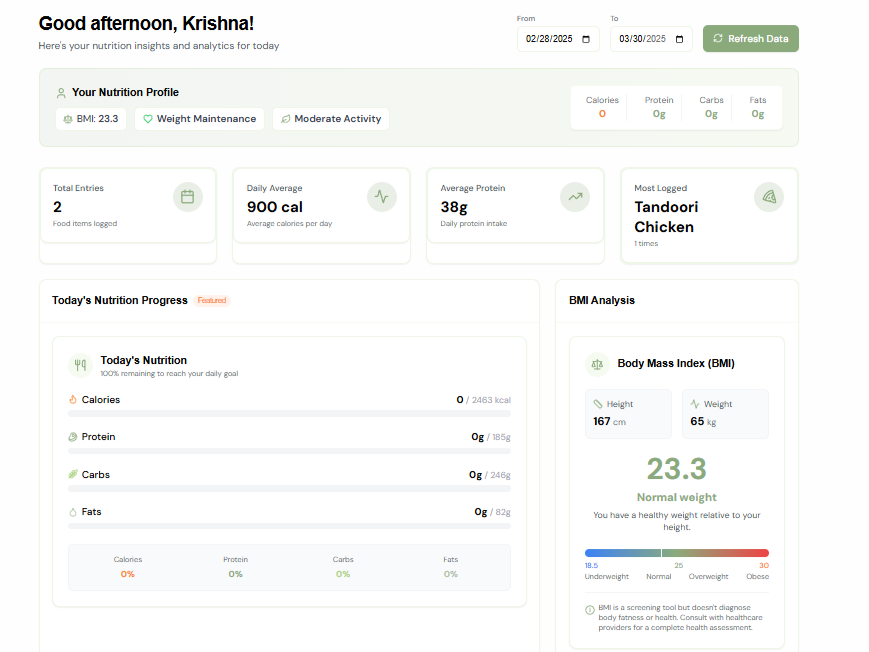 Good afternoon, Krishna!
Here's your nutrition insights and analytics for today
From
To
02/28/2025
03/30/2025
Refresh Data
Your Nutrition Profile
BMI: 23.3
Weight Maintenance
Moderate Activity
Calories Protein Carbs Fats
0 0g 0g 0g
Total Entries
2
Food items logged
Daily Average
900 cal
Average calories per day
Average Protein
38g
Daily protein intake
Most Logged
Tandoori
Chicken
1 times
Today's Nutrition Progress Featured
Today's Nutrition
100% remaining to reach your daily goal
Calories 0 / 2463 kcal
Protein 0g / 185g
Carbs 0g / 246g
Fats 0g / 82g
Calories Protein Carbs Fats
0% 0% 0% 0%
BMI Analysis
Body Mass Index (BMI)
Height
167 cm
Weight
65 kg
23.3
Normal weight
You have a healthy weight relative to your
height.
18.5 25 30
Underweight Normal Overweight Obese
BMI is a screening tool but doesn't diagnose
body fatness or health. Consult with healthcare
providers for a complete health assessment.